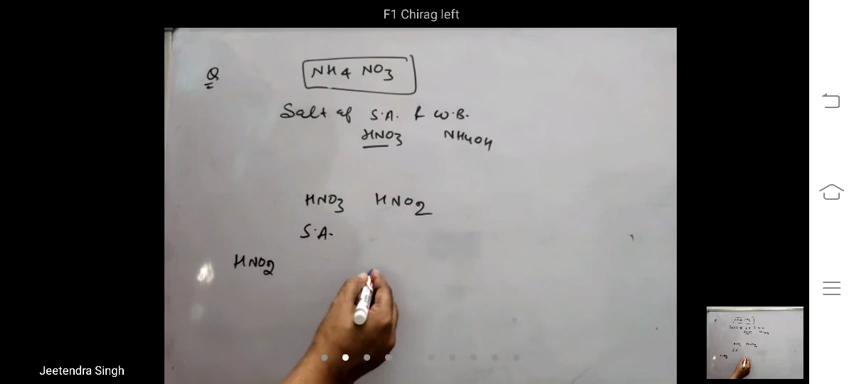 F1 Chirag left
Q NH4 NO3
Salt of S.A. & W.B.
HNO3 NH4OH
HNO3 HNO2
S.A.
HNO2
Jeetendra Singh